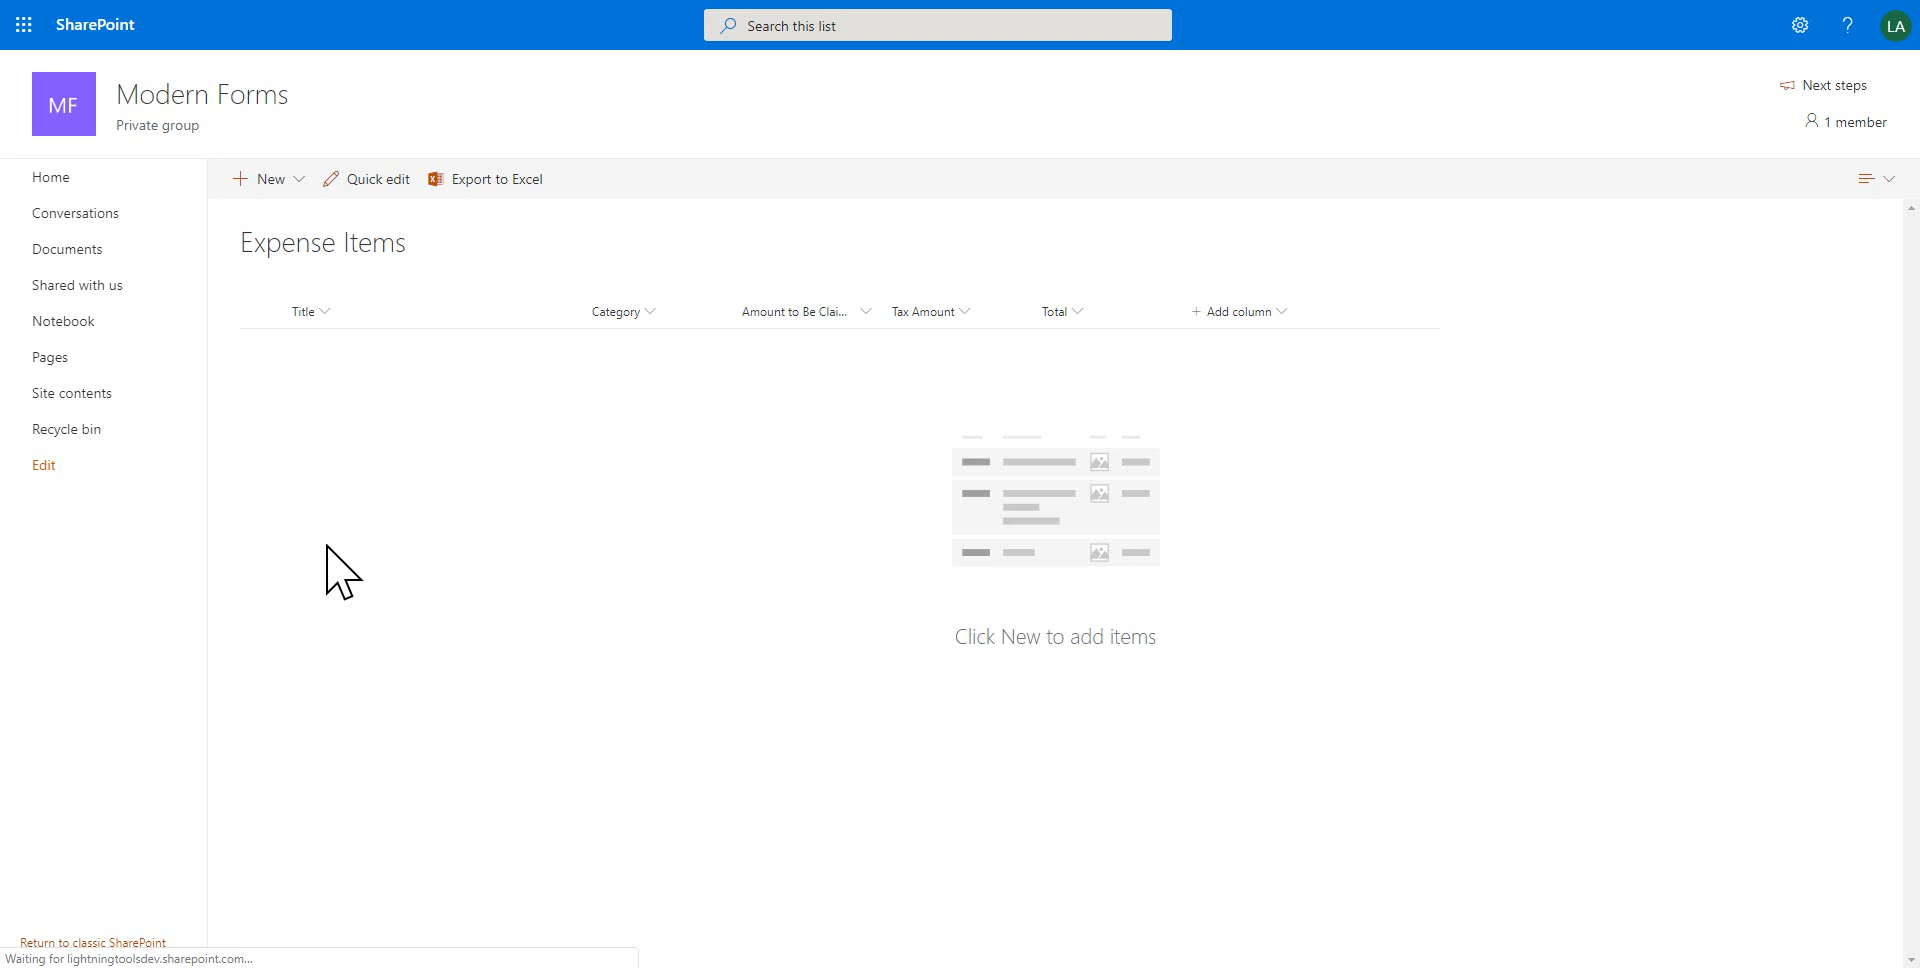 SharePoint
Search this list
LA
MF
Modern Forms
Private group
Next steps
1 member
Home
Conversations
Documents
Shared with us
Notebook
Pages
Site contents
Recycle bin
Edit
New
Quick edit
Export to Excel
Expense Items
Title
Category
Amount to Be Clai...
Tax Amount
Total
Add column
Click New to add items
Return to classic SharePoint
Waiting for lightningtoolsdev.sharepoint.com...